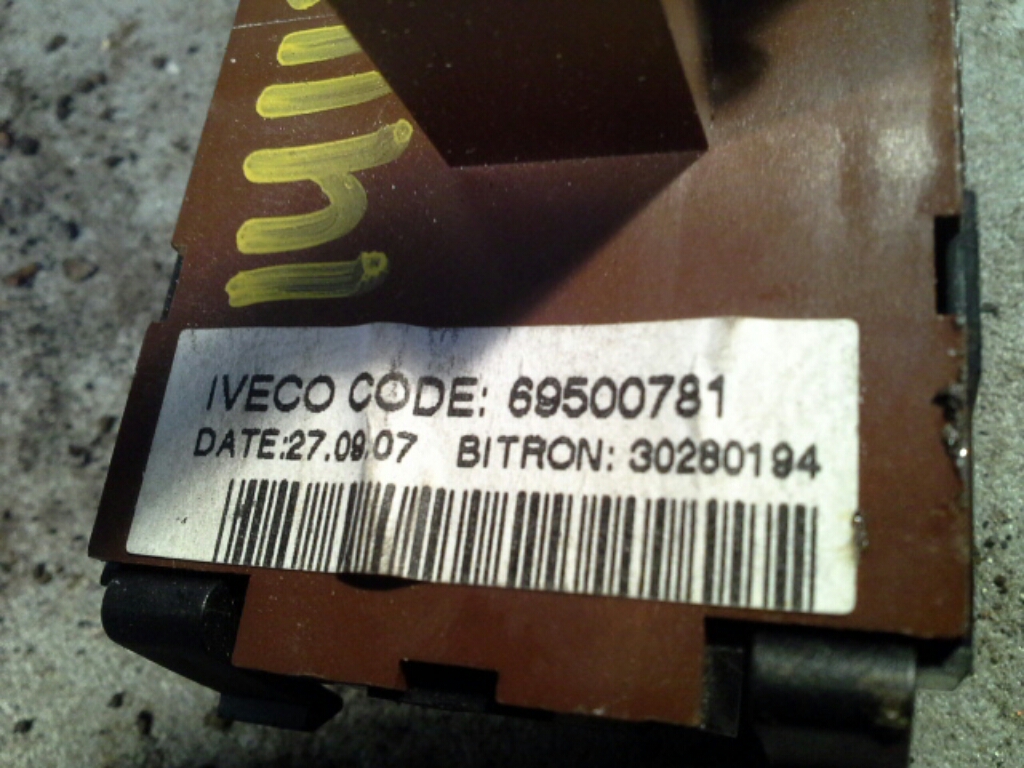 IVECO CODE: 69500781
DATE:27.09.07 BITRON: 30280194